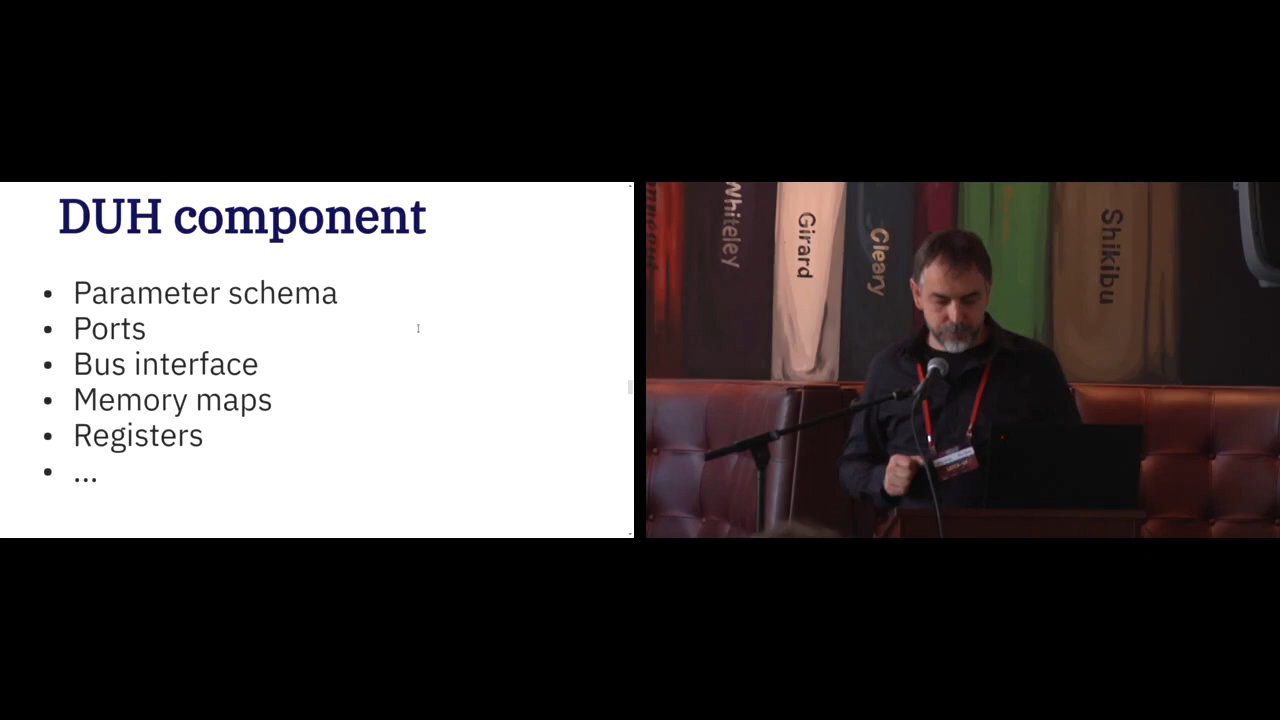 DUH component
• Parameter schema
• Ports
• Bus interface
• Memory maps
• Registers
• ...
Whiteley
Girard
Cleary
Shikibu